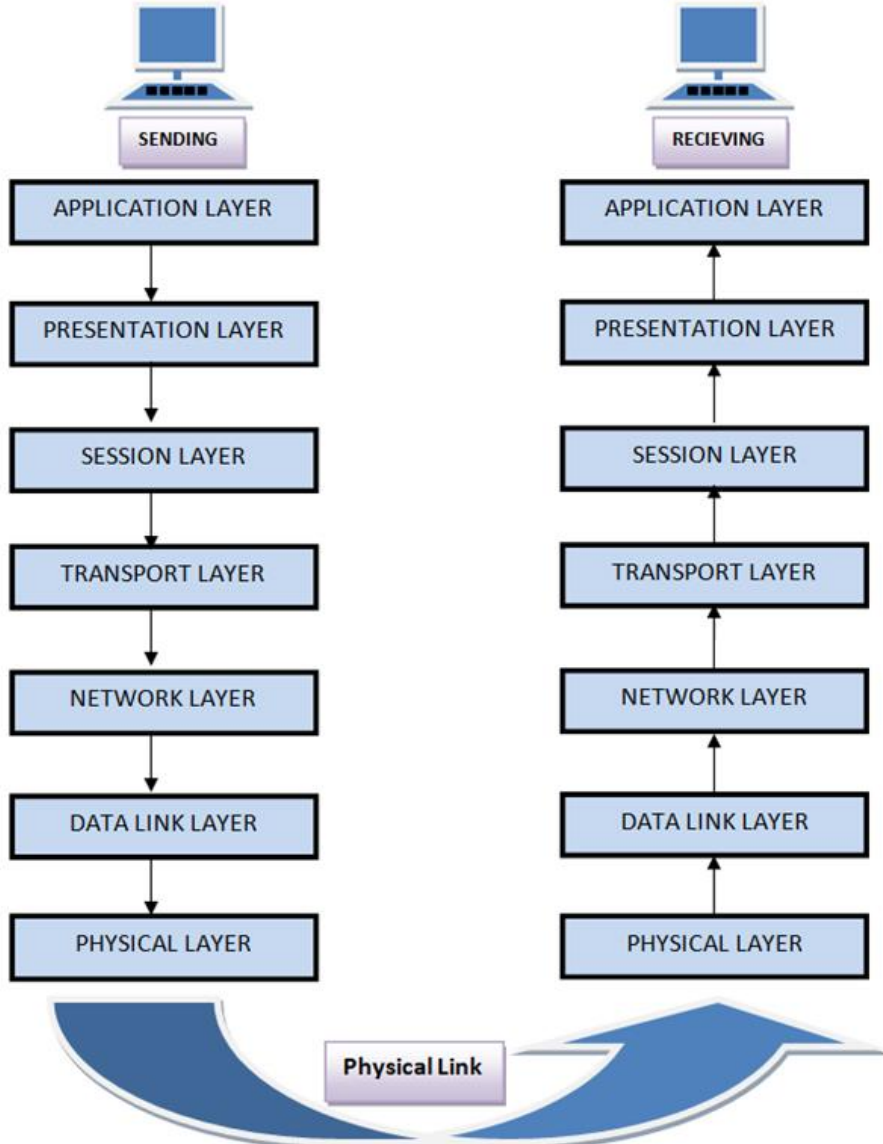 SENDING
RECIEVING
APPLICATION LAYER
APPLICATION LAYER
PRESENTATION LAYER
PRESENTATION LAYER
SESSION LAYER
SESSION LAYER
TRANSPORT LAYER
TRANSPORT LAYER
NETWORK LAYER
NETWORK LAYER
DATA LINK LAYER
DATA LINK LAYER
PHYSICAL LAYER
PHYSICAL LAYER
Physical Link